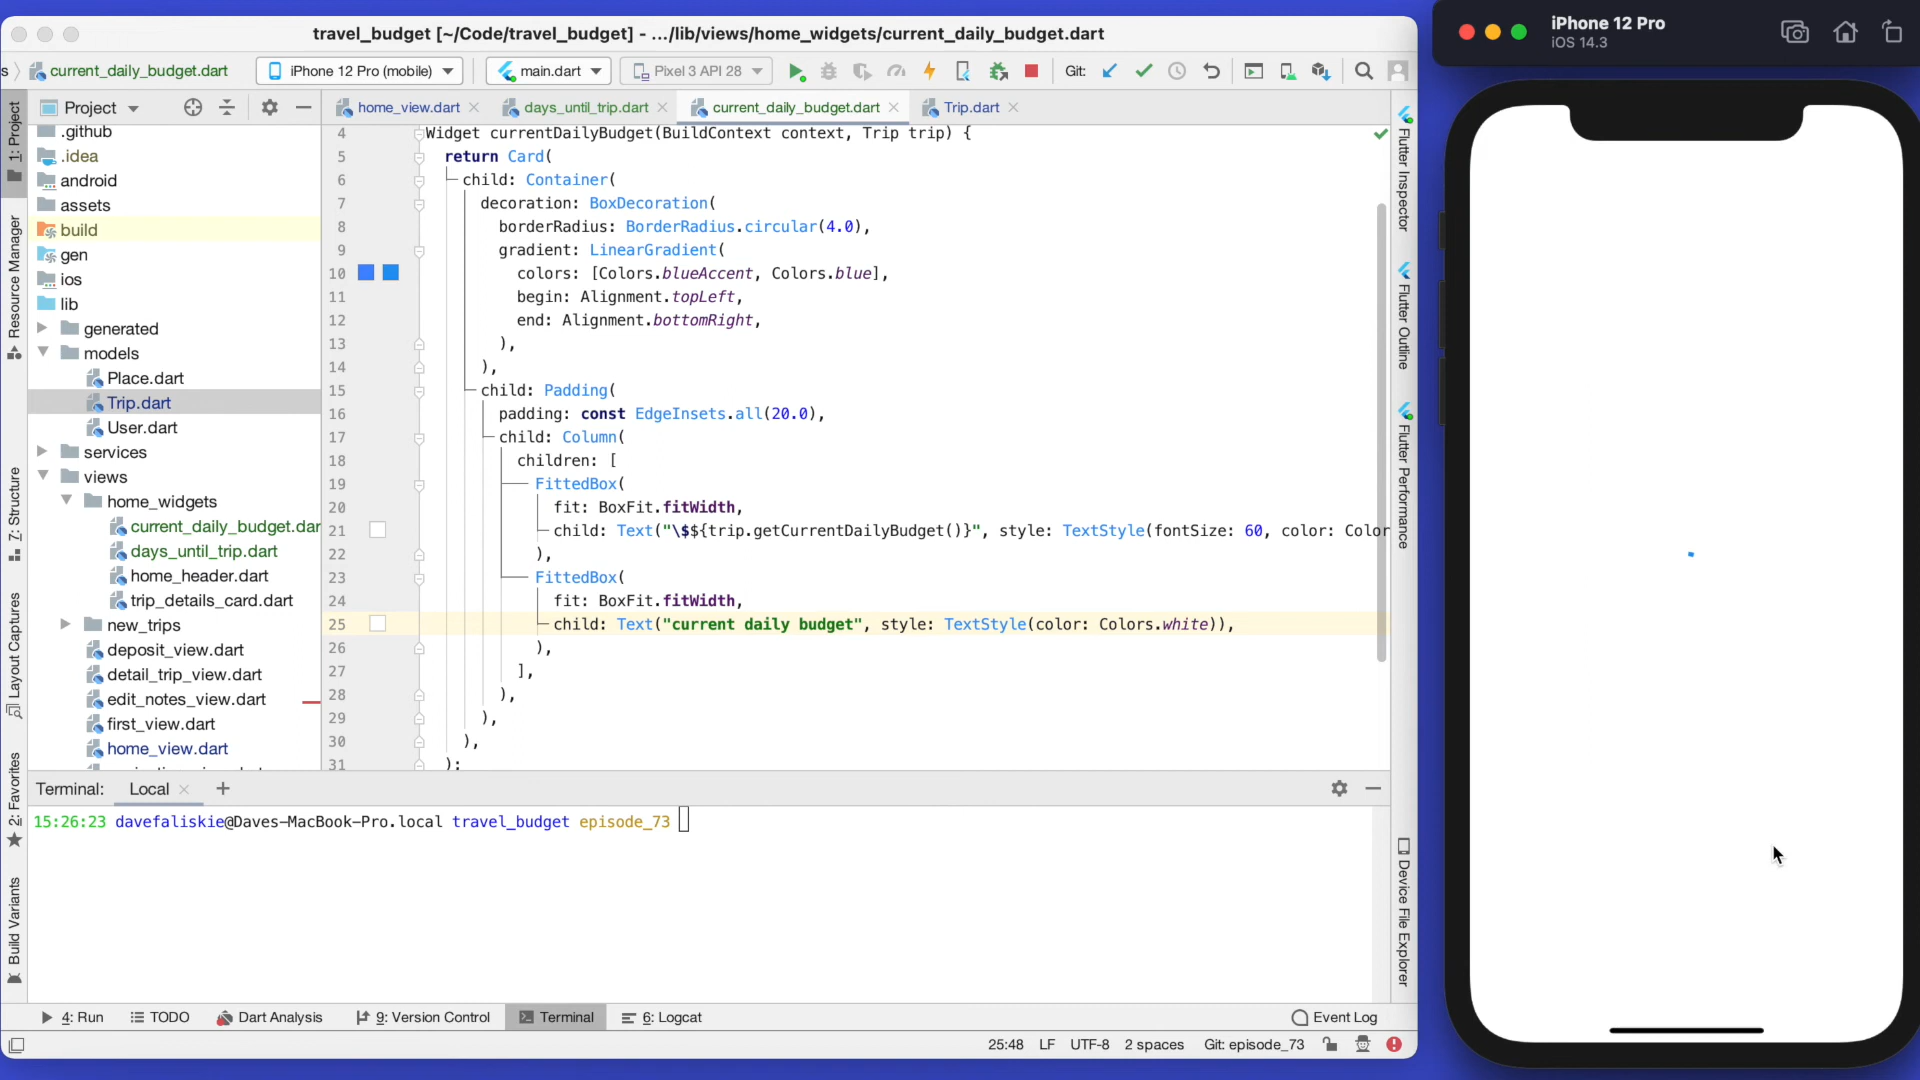 travel_budget [~/Code/travel_budget] - .../lib/views/home_widgets/current_daily_budget.dart
iPhone 12 Pro
iOS 14.3
s
current_daily_budget.dart
iPhone 12 Pro (mobile)
main.dart
Pixel 3 API 28
Git:
1: Project
Resource Manager
7: Structure
Layout Captures
2: Favorites
Build Variants
Project
.github
.idea
android
assets
build
gen
ios
lib
generated
models
Place.dart
Trip.dart
User.dart
services
views
home_widgets
current_daily_budget.dar
days_until_trip.dart
home_header.dart
trip_details_card.dart
new_trips
deposit_view.dart
detail_trip_view.dart
edit_notes_view.dart
first_view.dart
home_view.dart
home_view.dart
days_until_trip.dart
current_daily_budget.dart
Trip.dart
4 Widget currentDailyBudget(BuildContext context, Trip trip) {
5 return Card(
6 child: Container(
7 decoration: BoxDecoration(
8 borderRadius: BorderRadius.circular(4.0),
9 gradient: LinearGradient(
10 colors: [Colors.blueAccent, Colors.blue],
11 begin: Alignment.topLeft,
12 end: Alignment.bottomRight,
13 ),
14 ),
15 child: Padding(
16 padding: const EdgeInsets.all(20.0),
17 child: Column(
18 children: [
19 FittedBox(
20 fit: BoxFit.fitWidth,
21 child: Text("\$${trip.getCurrentDailyBudget()}", style: TextStyle(fontSize: 60, color: Color
22 ),
23 FittedBox(
24 fit: BoxFit.fitWidth,
25 child: Text("current daily budget", style: TextStyle(color: Colors.white)),
26 ),
27 ],
28 ),
29 ),
30 ),
31 );
Flutter Inspector
Flutter Outline
Flutter Performance
Device File Explorer
Terminal: Local
15:26:23 davefaliskie@Daves-MacBook-Pro.local travel_budget episode_73
4: Run
TODO
Dart Analysis
9: Version Control
Terminal
6: Logcat
Event Log
25:48 LF UTF-8 2 spaces Git: episode_73